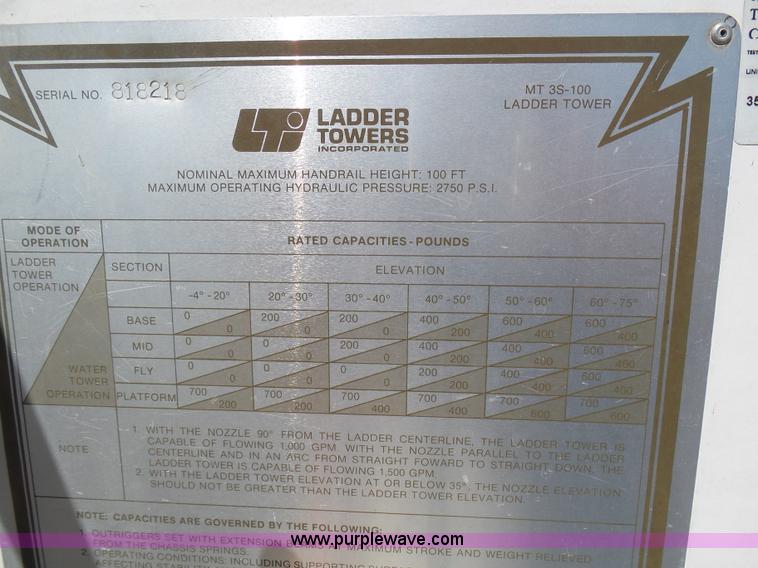 SERIAL NO. 818218
LTI LADDER TOWERS INCORPORATED
MT 3S-100
LADDER TOWER
NOMINAL MAXIMUM HANDRAIL HEIGHT: 100 FT
MAXIMUM OPERATING HYDRAULIC PRESSURE: 2750 P.S.I.
MODE OF OPERATION RATED CAPACITIES - POUNDS
LADDER TOWER OPERATION SECTION ELEVATION
-4° - 20° 20° - 30° 30° - 40° 40° - 50° 50° - 60° 60° - 75°
BASE 0 0 200 0 200 0 400 200 600 400 600 400
MID 0 0 0 0 200 0 400 200 400 400 600 400
FLY 0 0 0 0 0 0 200 200 400 400 600 400
WATER TOWER OPERATION PLATFORM 700 200 700 200 700 400 700 400 700 600 700 600
NOTE
1. WITH THE NOZZLE 90° FROM THE LADDER CENTERLINE, THE LADDER TOWER IS
CAPABLE OF FLOWING 1,000 GPM. WITH THE NOZZLE PARALLEL TO THE LADDER
CENTERLINE AND IN AN ARC FROM STRAIGHT FOWARD TO STRAIGHT DOWN, THE
LADDER TOWER IS CAPABLE OF FLOWING 1,500 GPM.
2. WITH THE LADDER TOWER ELEVATION AT OR BELOW 35°, THE NOZZLE ELEVATION
SHOULD NOT BE GREATER THAN THE LADDER TOWER ELEVATION.
NOTE: CAPACITIES ARE GOVERNED BY THE FOLLOWING:
1. OUTRIGGERS SET WITH EXTENSION BEAMS AT MAXIMUM STROKE AND WEIGHT RELIEVED
FROM THE CHASSIS SPRINGS.
2. OPERATING CONDITIONS: INCLUDING SUPPORTING
AFFECTING
www.purplewave.com
T
C
35